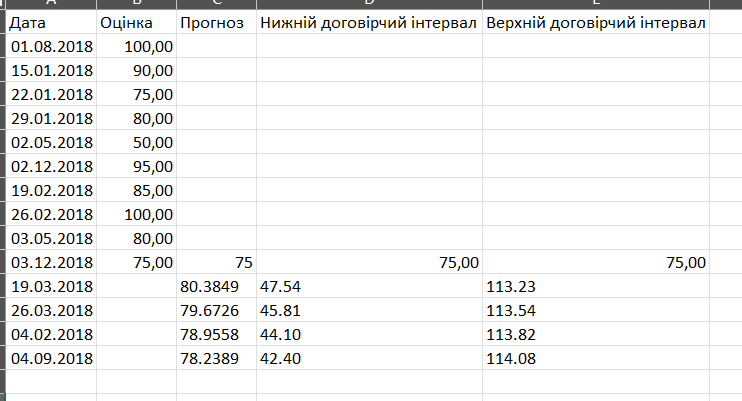 A B C D E
Дата Оцінка Прогноз Нижній договірчий інтервал Верхній договірчий інтервал
01.08.2018 100,00
15.01.2018 90,00
22.01.2018 75,00
29.01.2018 80,00
02.05.2018 50,00
02.12.2018 95,00
19.02.2018 85,00
26.02.2018 100,00
03.05.2018 80,00
03.12.2018 75,00 75 75,00 75,00
19.03.2018 80.3849 47.54 113.23
26.03.2018 79.6726 45.81 113.54
04.02.2018 78.9558 44.10 113.82
04.09.2018 78.2389 42.40 114.08